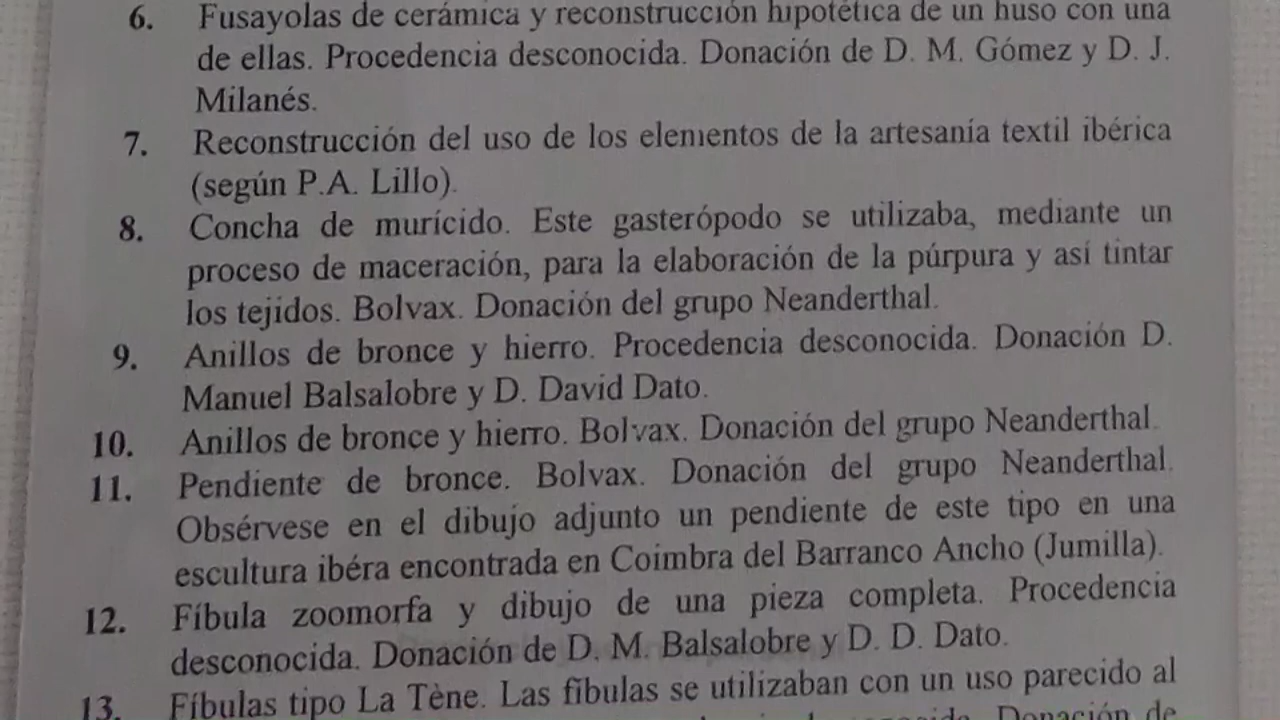 6. Fusayolas de cerámica y reconstrucción hipotética de un huso con una
de ellas. Procedencia desconocida. Donación de D. M. Gómez y D. J.
Milanés.
7. Reconstrucción del uso de los elementos de la artesanía textil ibérica
(según P.A. Lillo).
8. Concha de murícido. Este gasterópodo se utilizaba, mediante un
proceso de maceración, para la elaboración de la púrpura y así tintar
los tejidos. Bolvax. Donación del grupo Neanderthal.
9. Anillos de bronce y hierro. Procedencia desconocida. Donación D.
Manuel Balsalobre y D. David Dato.
10. Anillos de bronce y hierro. Bolvax. Donación del grupo Neanderthal.
11. Pendiente de bronce. Bolvax. Donación del grupo Neanderthal.
Obsérvese en el dibujo adjunto un pendiente de este tipo en una
escultura ibéra encontrada en Coimbra del Barranco Ancho (Jumilla).
12. Fíbula zoomorfa y dibujo de una pieza completa. Procedencia
desconocida. Donación de D. M. Balsalobre y D. D. Dato.
13. Fíbulas tipo La Tène. Las fíbulas se utilizaban con un uso parecido al
Donación de